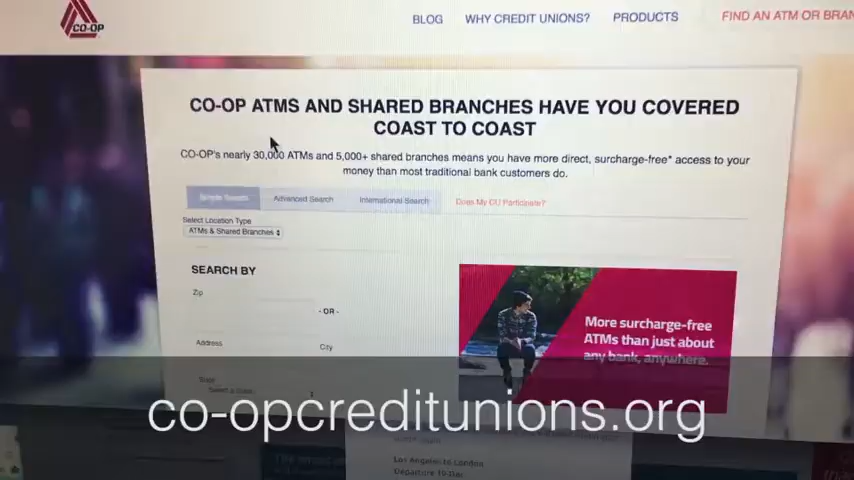 CO-OP
BLOG WHY CREDIT UNIONS? PRODUCTS FIND AN ATM OR BRAN
CO-OP ATMS AND SHARED BRANCHES HAVE YOU COVERED
COAST TO COAST
CO-OP's nearly 30,000 ATMs and 5,000+ shared branches means you have more direct, surcharge-free* access to your
money than most traditional bank customers do.
Simple Search Advanced Search International Search Does My CU Participate?
Select Location Type
ATMs & Shared Branches
SEARCH BY
Zip
- OR -
Address City
State
More surcharge-free
ATMs than just about
any bank, anywhere.
co-opcreditunions.org
Los Angeles to London